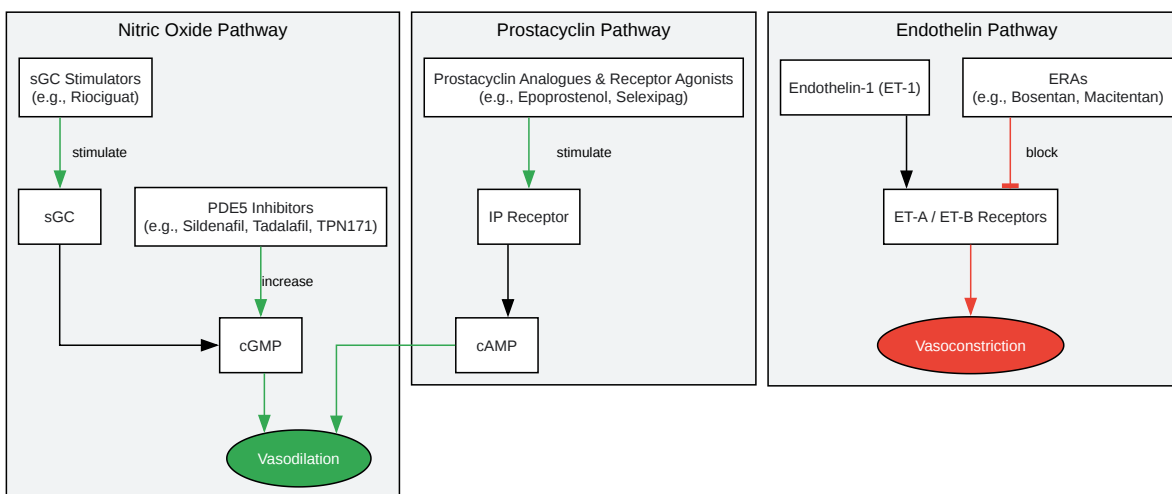 Nitric Oxide Pathway
sGC Stimulators
(e.g., Riociguat)
stimulate
sGC
PDE5 Inhibitors
(e.g., Sildenafil, Tadalafil, TPN171)
increase
cGMP
Vasodilation
Prostacyclin Pathway
Prostacyclin Analogues & Receptor Agonists
(e.g., Epoprostenol, Selexipag)
stimulate
IP Receptor
cAMP
Endothelin Pathway
Endothelin-1 (ET-1)
ERAs
(e.g., Bosentan, Macitentan)
block
ET-A / ET-B Receptors
Vasoconstriction